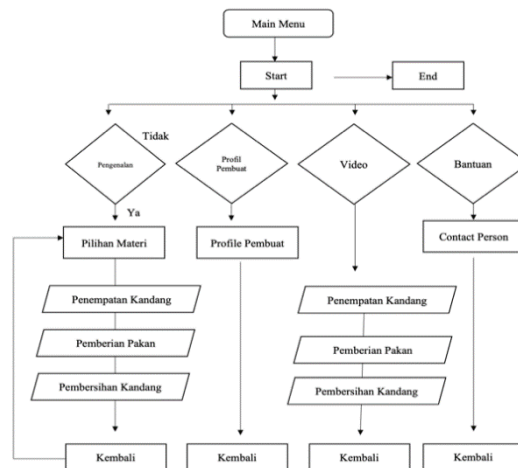 Main Menu
Start
End
Tidak
Pengenalan
Profil
Pembuat
Video
Bantuan
Ya
Pilihan Materi
Profile Pembuat
Contact Person
Penempatan Kandang
Penempatan Kandang
Pemberian Pakan
Pemberian Pakan
Pembersihan Kandang
Pembersihan Kandang
Kembali
Kembali
Kembali
Kembali